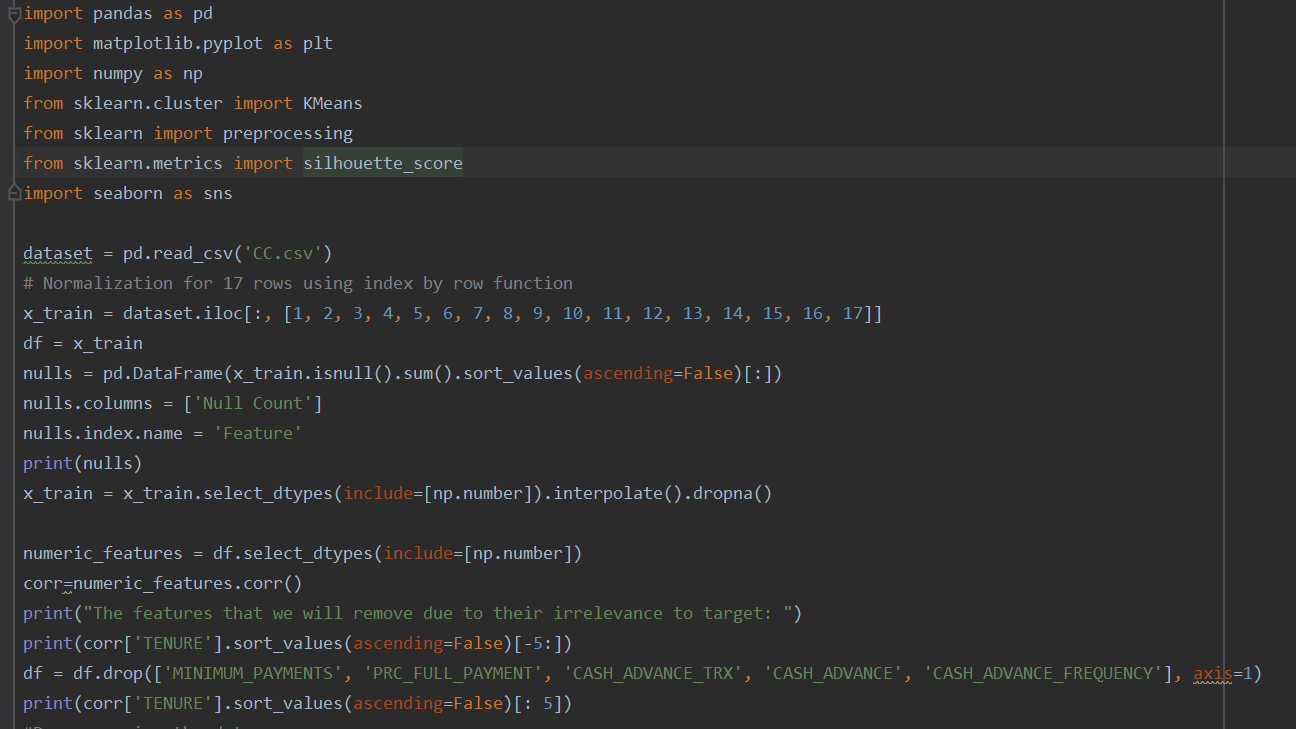 import pandas as pd
import matplotlib.pyplot as plt
import numpy as np
from sklearn.cluster import KMeans
from sklearn import preprocessing
from sklearn.metrics import silhouette_score
import seaborn as sns
dataset = pd.read_csv('CC.csv')
# Normalization for 17 rows using index by row function
x_train = dataset.iloc[:, [1, 2, 3, 4, 5, 6, 7, 8, 9, 10, 11, 12, 13, 14, 15, 16, 17]]
df = x_train
nulls = pd.DataFrame(x_train.isnull().sum().sort_values(ascending=False)[:])
nulls.columns = ['Null Count']
nulls.index.name = 'Feature'
print(nulls)
x_train = x_train.select_dtypes(include=[np.number]).interpolate().dropna()
numeric_features = df.select_dtypes(include=[np.number])
corr=numeric_features.corr()
print("The features that we will remove due to their irrelevance to target: ")
print(corr['TENURE'].sort_values(ascending=False)[-5:])
df = df.drop(['MINIMUM_PAYMENTS', 'PRC_FULL_PAYMENT', 'CASH_ADVANCE_TRX', 'CASH_ADVANCE', 'CASH_ADVANCE_FREQUENCY'], axis=1)
print(corr['TENURE'].sort_values(ascending=False)[: 5])